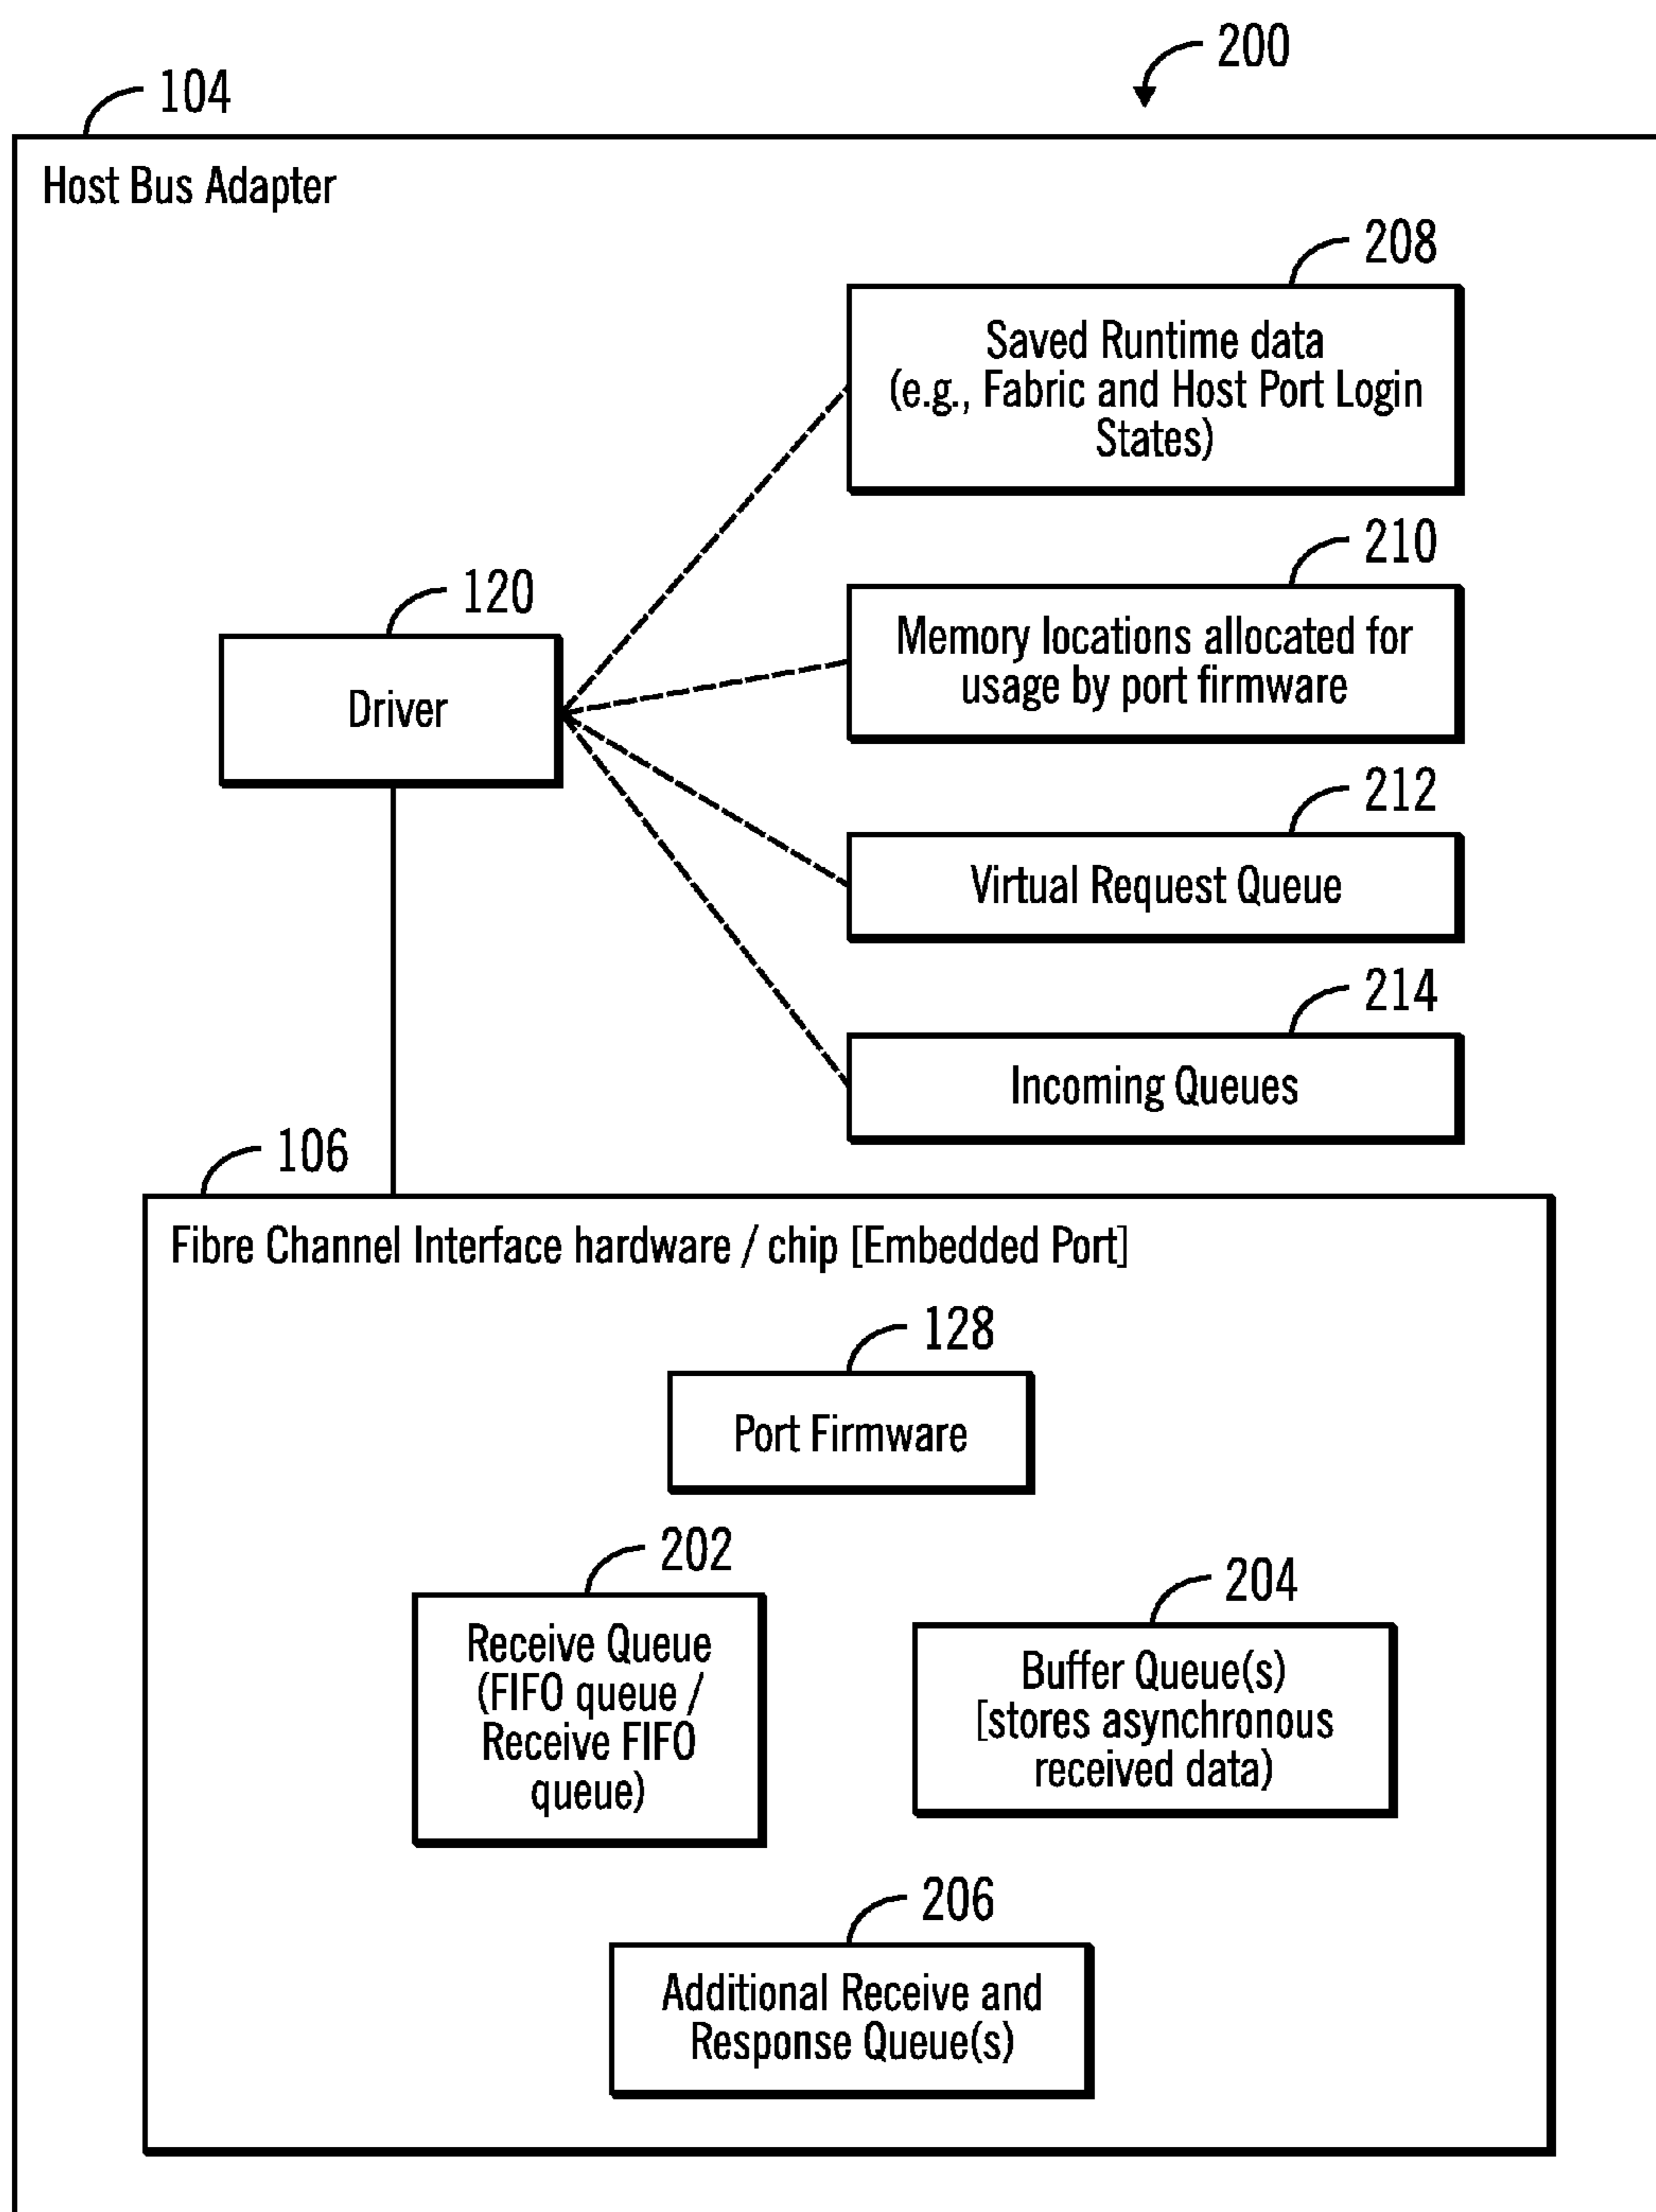 200
104
Host Bus Adapter
208
Saved Runtime data
(e.g., Fabric and Host Port Login
States)
210
Memory locations allocated for
usage by port firmware
120
Driver
212
Virtual Request Queue
214
Incoming Queues
106
Fibre Channel Interface hardware / chip [Embedded Port]
128
Port Firmware
202
Receive Queue
(FIFO queue /
Receive FIFO
queue)
204
Buffer Queue(s)
[stores asynchronous
received data)
206
Additional Receive and
Response Queue(s)